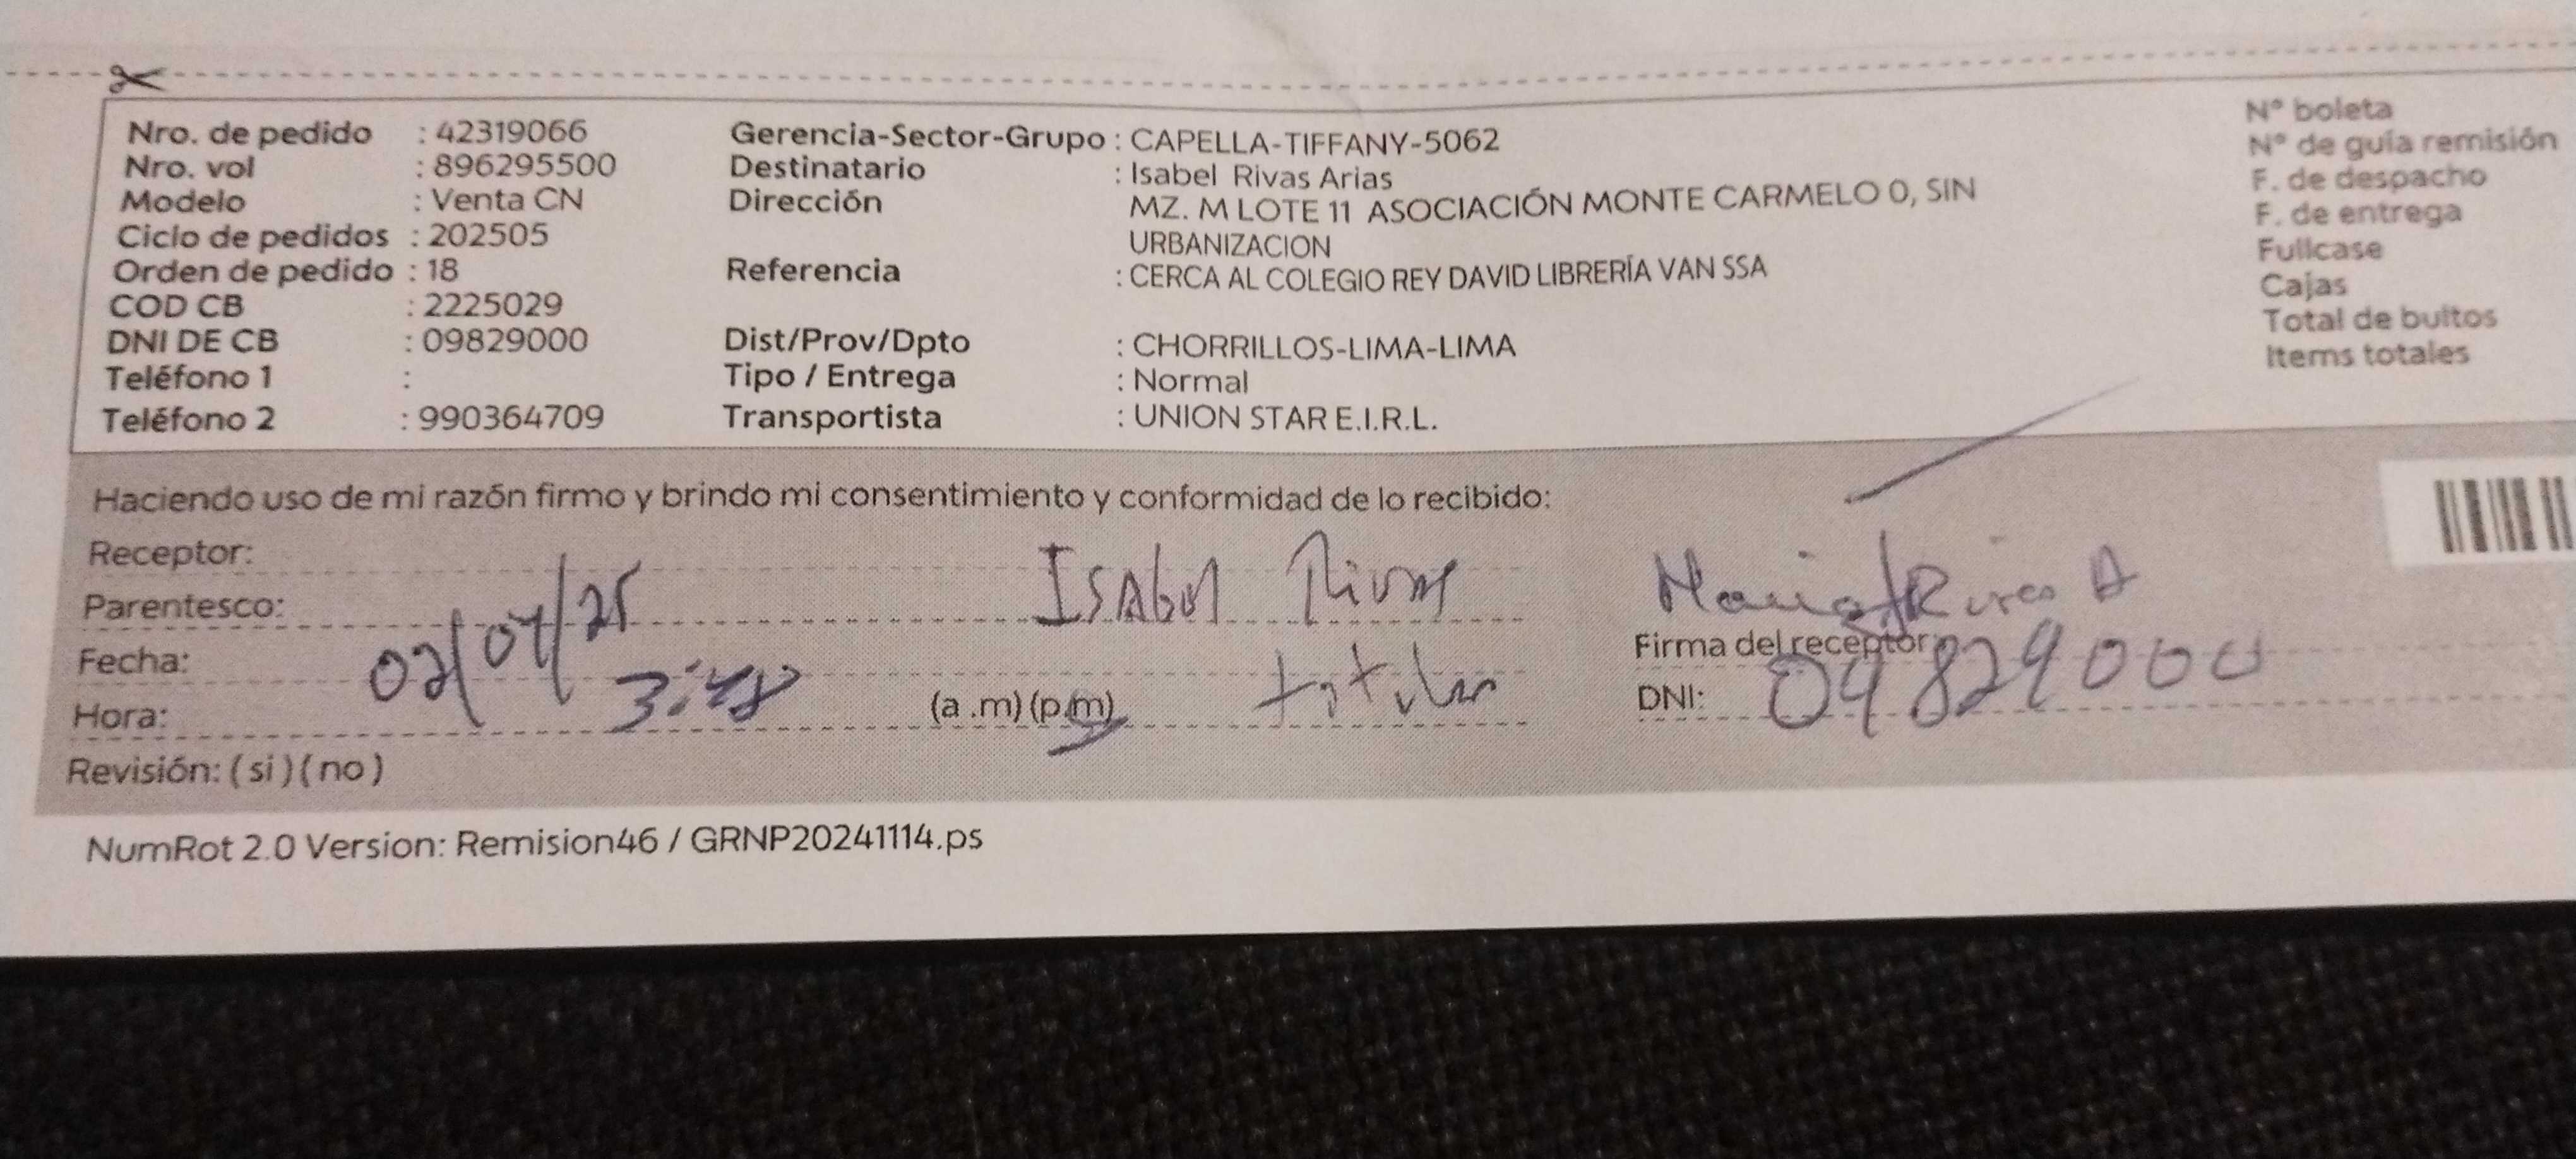 Nro. de pedido : 42319066
Nro. vol : 896295500
Modelo : Venta CN
Ciclo de pedidos : 202505
Orden de pedido : 18
COD CB : 2225029
DNI DE CB : 09829000
Teléfono 1 :
Teléfono 2 : 990364709
Gerencia-Sector-Grupo : CAPELLA-TIFFANY-5062
Destinatario : Isabel Rivas Arias
Dirección MZ. M LOTE 11 ASOCIACIÓN MONTE CARMELO 0, SIN
URBANIZACION
Referencia : CERCA AL COLEGIO REY DAVID LIBRERÍA VAN SSA
Dist/Prov/Dpto : CHORRILLOS-LIMA-LIMA
Tipo / Entrega : Normal
Transportista : UNION STAR E.I.R.L.
N° boleta
N° de guía remisión
F. de despacho
F. de entrega
Fullcase
Cajas
Total de bultos
Items totales
Haciendo uso de mi razón firmo y brindo mi consentimiento y conformidad de lo recibido:
Receptor: Isabel Rivas
Parentesco: titular
Fecha: 02/04/25
Hora: (a .m) (p.m)
Revisión: ( si ) ( no )
Rivas A
Firma del receptor
DNI: 09829000
NumRot 2.0 Version: Remision46 / GRNP20241114.ps